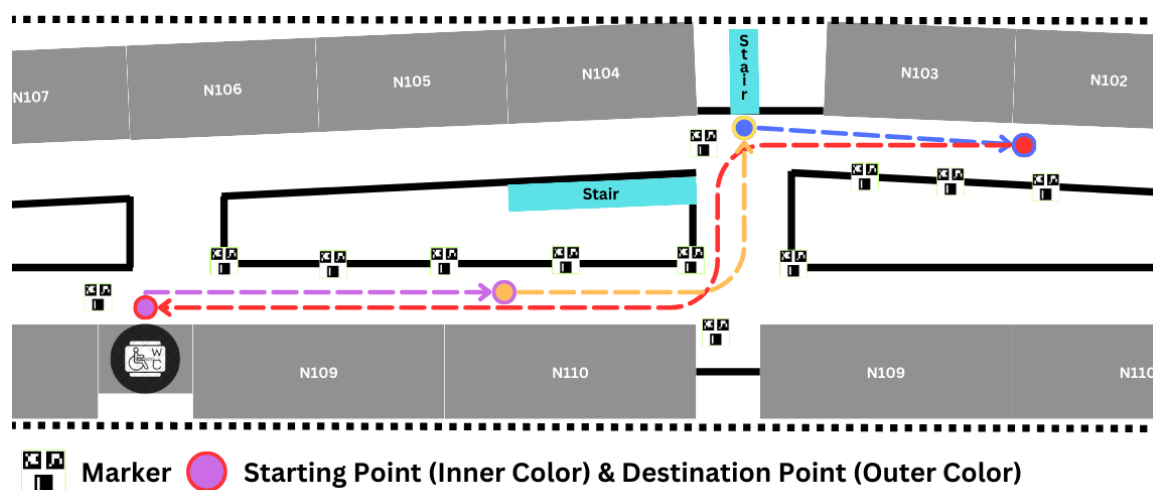 Stair
N107
N106
N105
N104
N103
N102
Stair
W
C
N109
N110
N109
N110
Marker
Starting Point (Inner Color) & Destination Point (Outer Color)